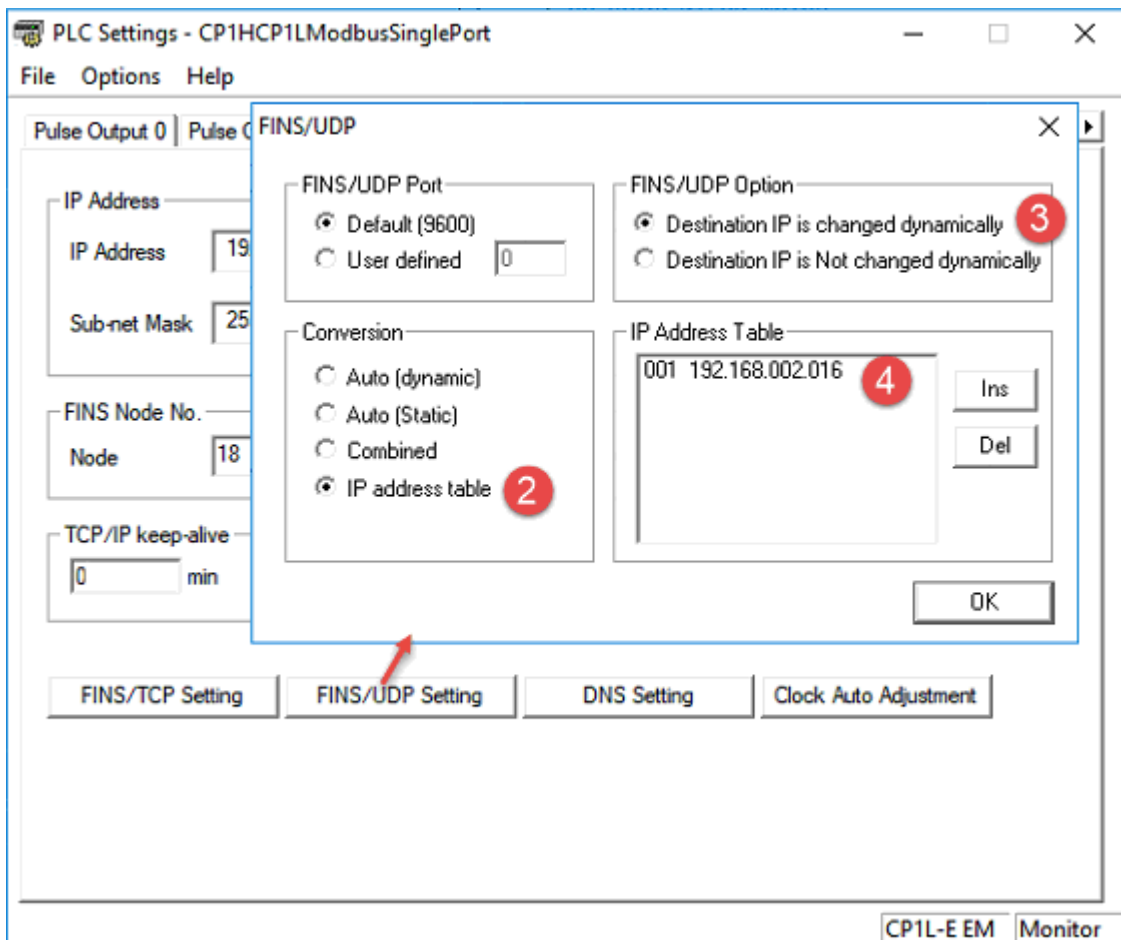 PLC Settings - CP1HCP1LModbusSinglePort
File Options Help
Pulse Output 0
FINS/UDP
IP Address
IP Address 19
Sub-net Mask 25
FINS Node No.
Node 18
TCP/IP keep-alive
0 min
FINS/UDP Port
Default (9600)
User defined 0
FINS/UDP Option
Destination IP is changed dynamically 3
Destination IP is Not changed dynamically
Conversion
Auto (dynamic)
Auto (Static)
Combined
IP address table 2
IP Address Table
001 192.168.002.016 4
Ins
Del
OK
FINS/TCP Setting FINS/UDP Setting DNS Setting Clock Auto Adjustment
CP1L-E EM Monitor